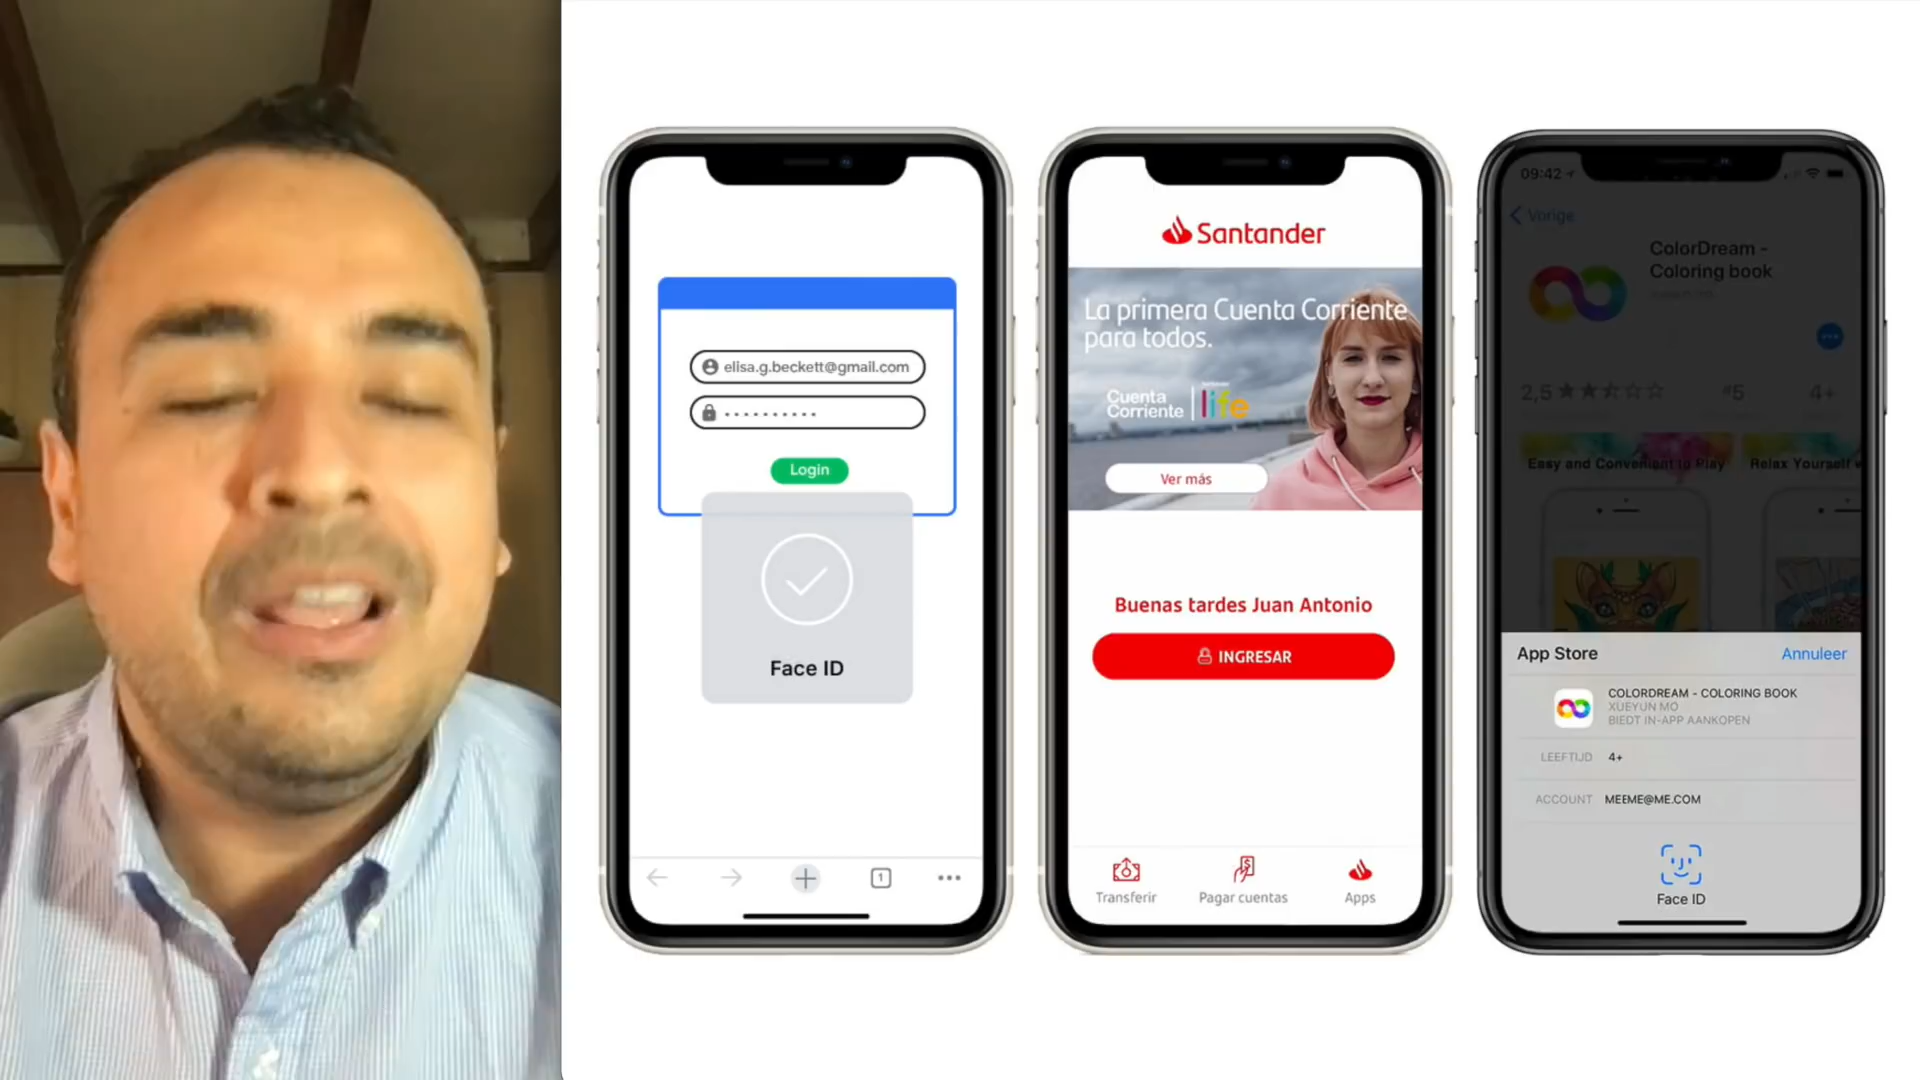 elisa.g.beckett@gmail.com
Login
Face ID
1
Santander
La primera Cuenta Corriente
para todos.
Cuenta
Corriente
life
Ver más
Buenas tardes Juan Antonio
INGRESAR
Transferir
Pagar cuentas
Apps
09:42
Vorige
ColorDream -
Coloring book
2,5
#5
4+
Easy and Convenient to Play
Relax Yourself
App Store
Annuleer
COLORDREAM - COLORING BOOK
XUEYUN MO
BIEDT IN-APP AANKOPEN
LEEFTIJD 4+
ACCOUNT MEEME@ME.COM
Face ID